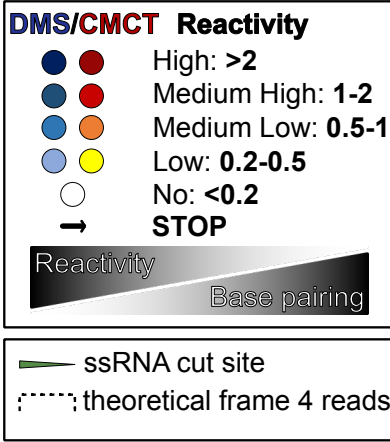 DMS/CMCT Reactivity
High: >2
Medium High: 1-2
Medium Low: 0.5-1
Low: 0.2-0.5
No: <0.2
STOP
Reactivity
Base pairing
ssRNA cut site
theoretical frame 4 reads